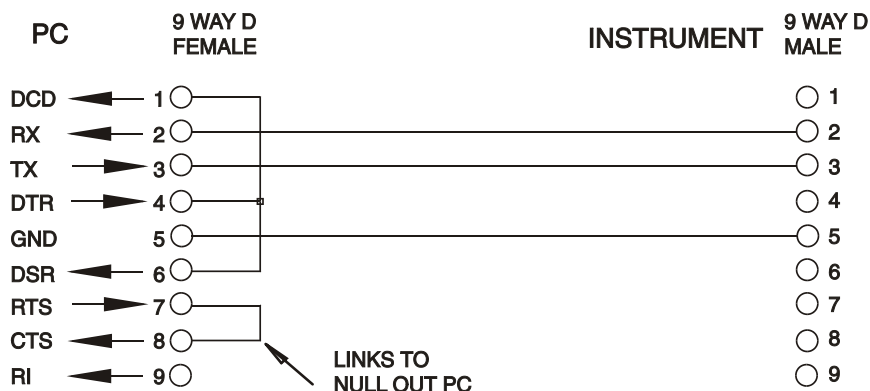 PC
9 WAY D
FEMALE
INSTRUMENT
9 WAY D
MALE
DCD 1 1
RX 2 2
TX 3 3
DTR 4 4
GND 5 5
DSR 6 6
RTS 7 7
CTS 8 8
RI 9 9
LINKS TO
NULL OUT PC